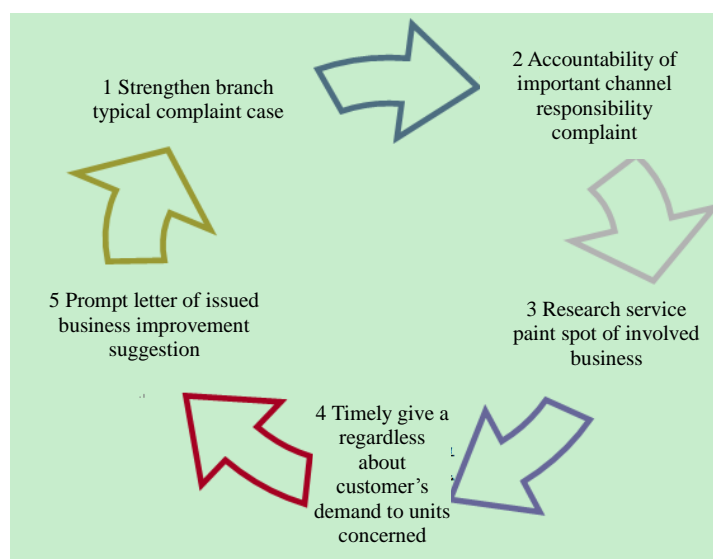 1 Strengthen branch
typical complaint case
2 Accountability of
important channel
responsibility
complaint
3 Research service
paint spot of involved
business
4 Timely give a
regardless
about
customer’s
demand to units
concerned
5 Prompt letter of issued
business improvement
suggestion